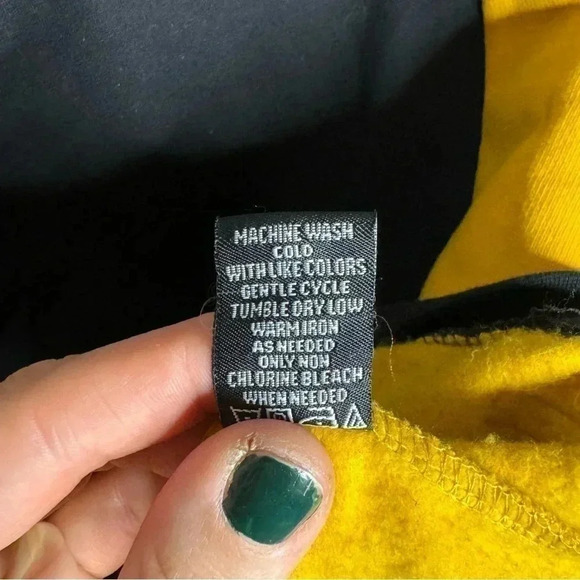 MACHINE WASH
COLD
WITH LIKE COLORS
GENTLE CYCLE
TUMBLE DRY LOW
WARM IRON
AS NEEDED
ONLY NON
CHLORINE BLEACH
WHEN NEEDED